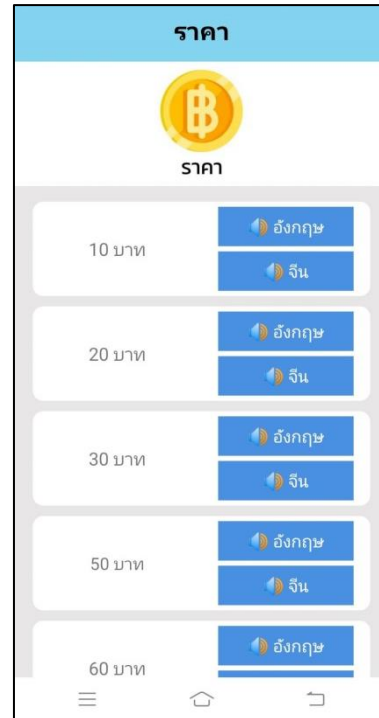 ราคา
฿
ราคา
10 บาท
อังกฤษ
จีน
20 บาท
อังกฤษ
จีน
30 บาท
อังกฤษ
จีน
50 บาท
อังกฤษ
จีน
60 บาท
อังกฤษ